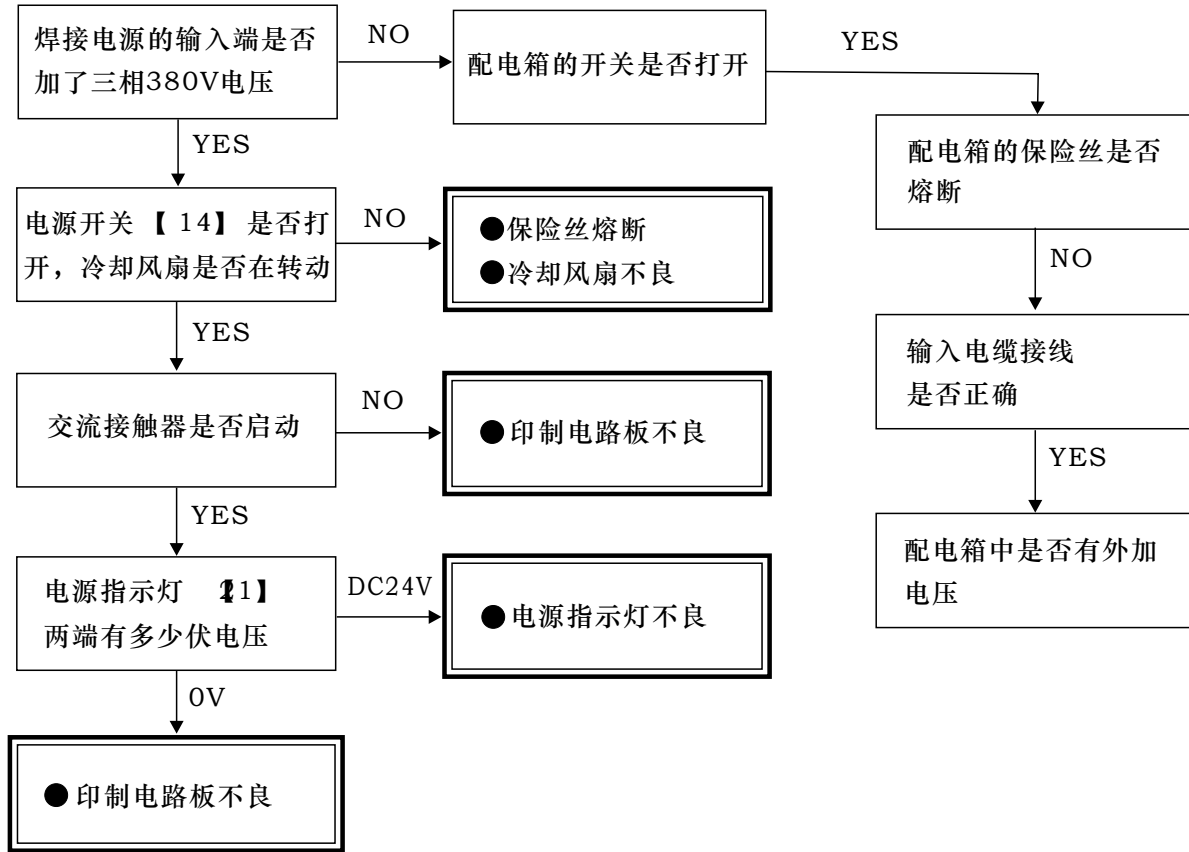 焊接电源的输入端是否
加了三相380V电压
NO
配电箱的开关是否打开
YES
配电箱的保险丝是否
熔断
YES
电源开关【14】是否打
开，冷却风扇是否在转动
NO
●保险丝熔断
●冷却风扇不良
NO
输入电缆接线
是否正确
YES
交流接触器是否启动
NO
●印制电路板不良
YES
配电箱中是否有外加
电压
YES
电源指示灯【21】
两端有多少伏电压
DC24V
●电源指示灯不良
0V
●印制电路板不良